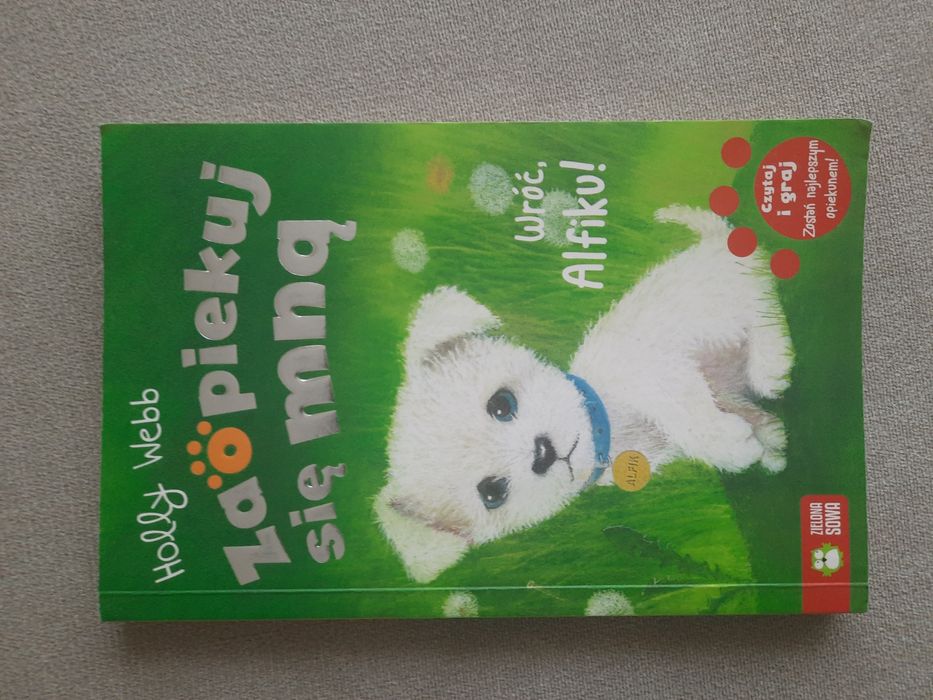 Holly Webb
Zaopiekuj
się mną
Wróć,
Alfiku!
Czytaj
i graj
Zostań najlepszym
opiekunem!
ALFIK
ZIELONA
SOWA